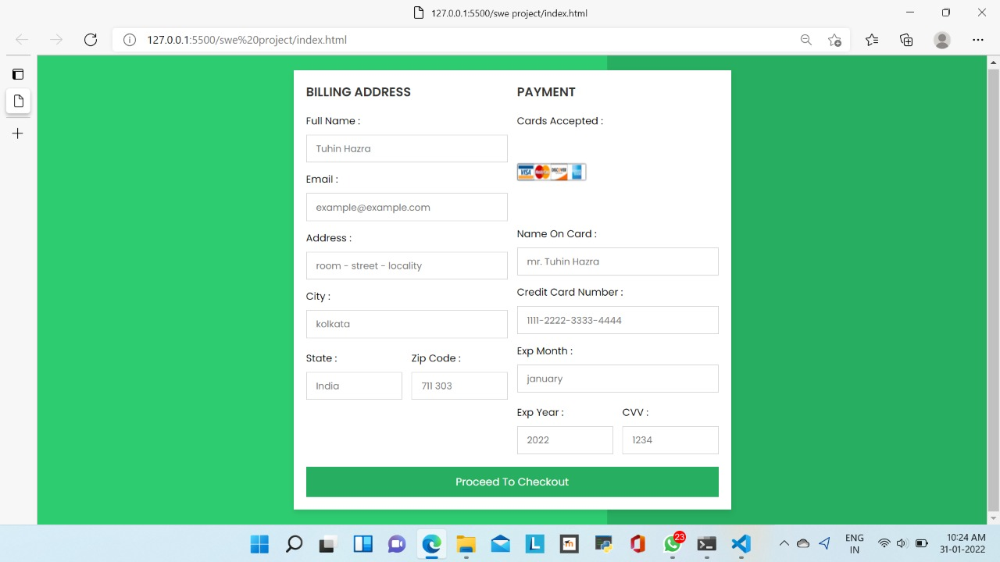 127.0.0.1:5500/swe project/index.html
127.0.0.1:5500/swe%20project/index.html
BILLING ADDRESS
Full Name :
Tuhin Hazra
Email :
example@example.com
Address :
room - street - locality
City :
kolkata
State :
Zip Code :
India
711 303
PAYMENT
Cards Accepted :
VISA
MasterCard
DISCOVER
Name On Card :
mr. Tuhin Hazra
Credit Card Number :
1111-2222-3333-4444
Exp Month :
january
Exp Year :
CVV :
2022
1234
Proceed To Checkout
L
m
23
ENG
IN
10:24 AM
31-01-2022